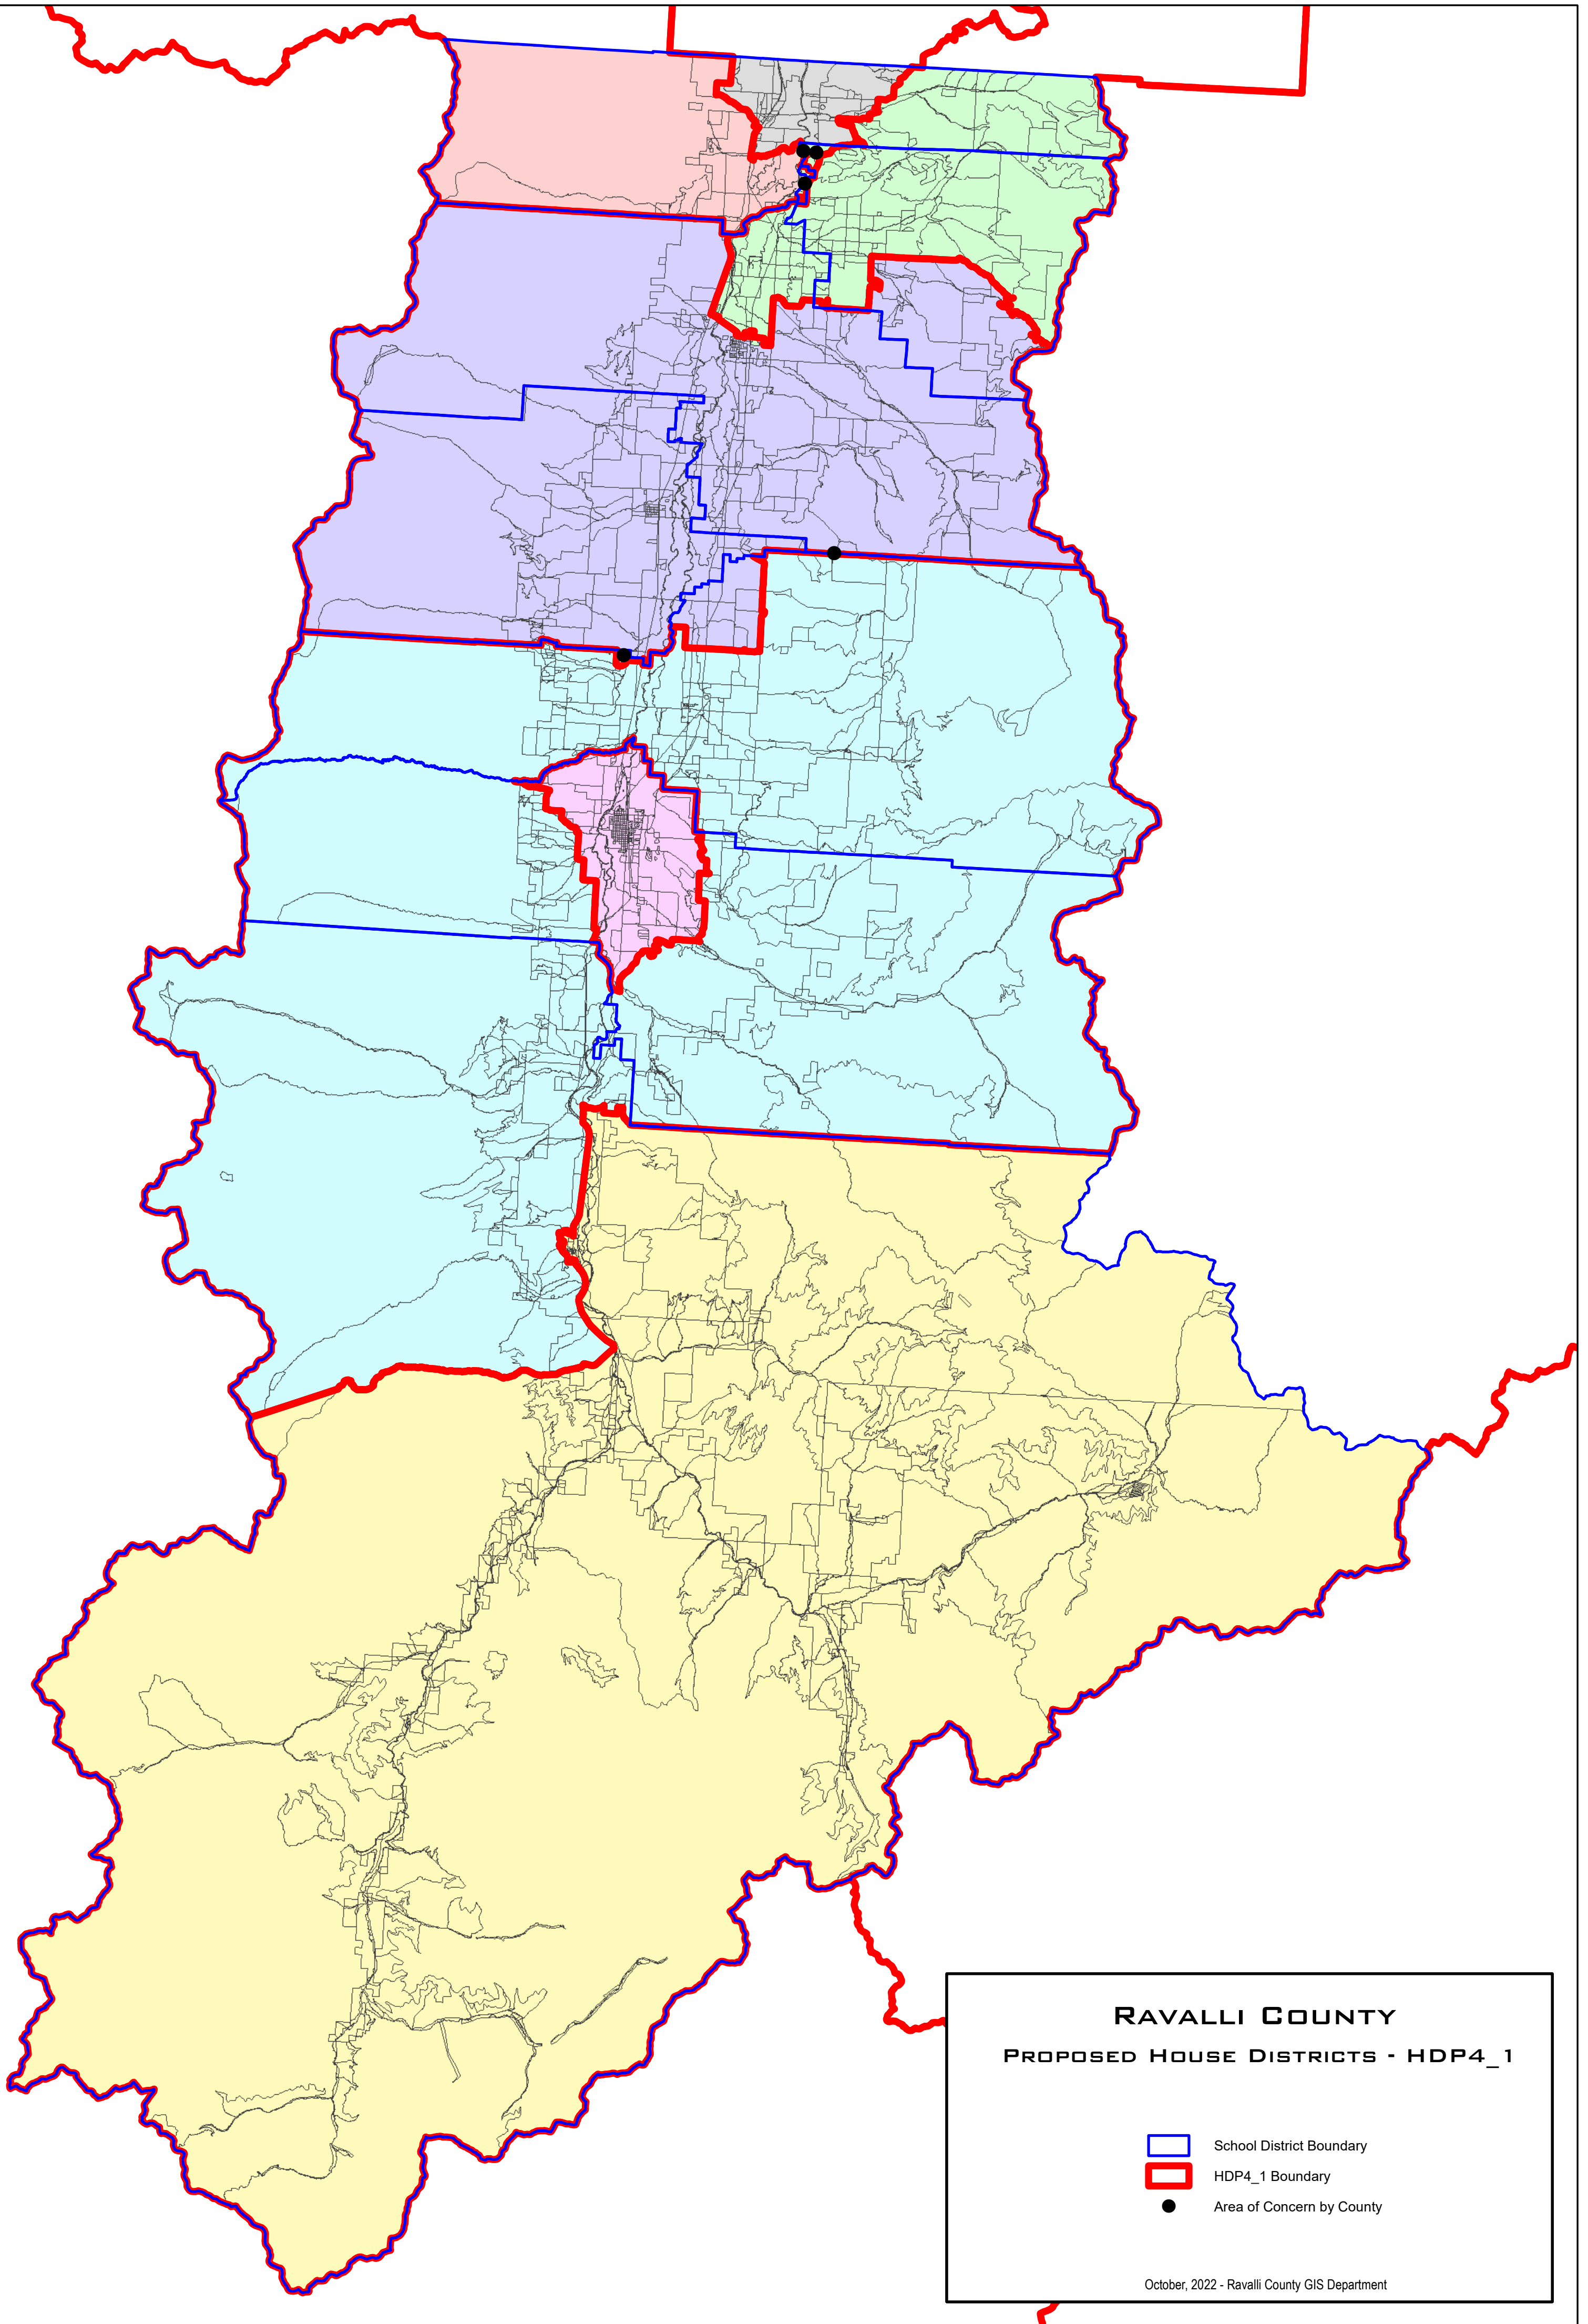 Ravalli County
Proposed House Districts - HDP4_1
School District Boundary
HDP4_1 Boundary
Area of Concern by County
October, 2022 - Ravalli County GIS Department